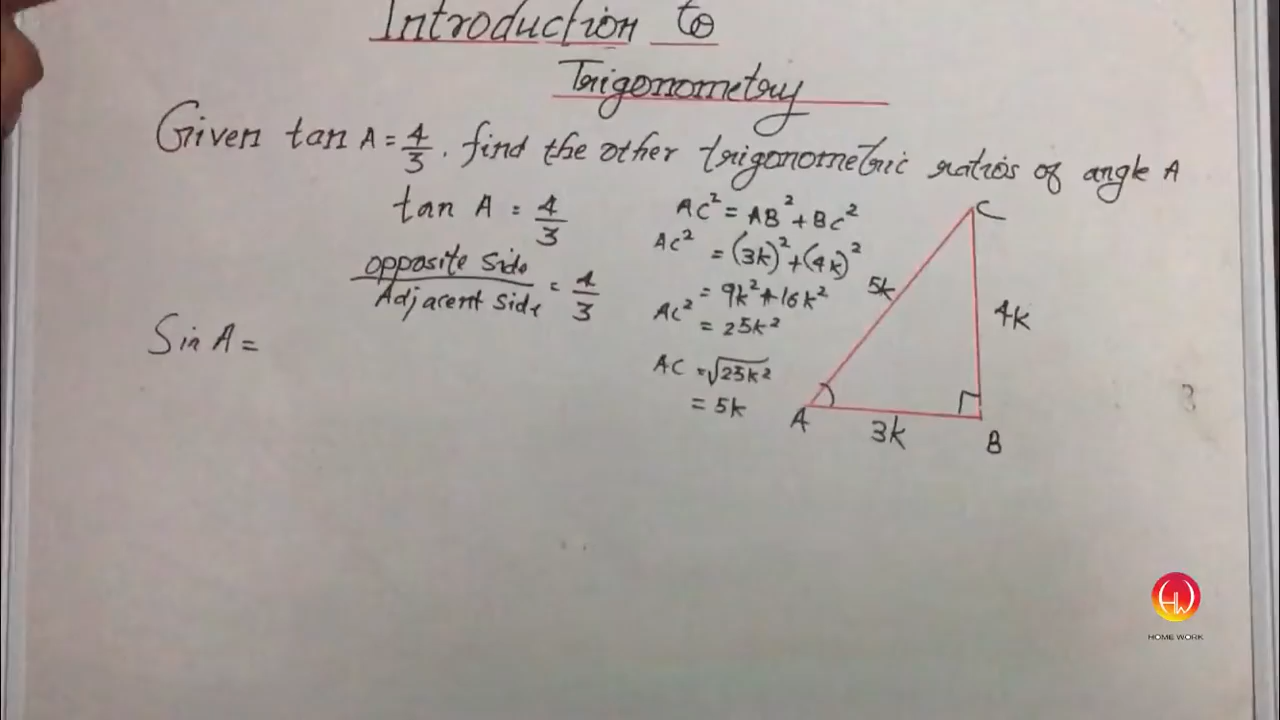 Introduction to
Trigonometry
Given tan A = 4/3. find the other trigonometric ratios of angle A
tan A = 4/3
opposite side/Adjacent side = 4/3
Sin A =
AC² = AB² + BC²
AC² = (3k)² + (4k)²
AC² = 9k² + 16k²
= 25k²
AC = √25k²
= 5k
C
5k
4k
A
3k
B
HW
HOME WORK